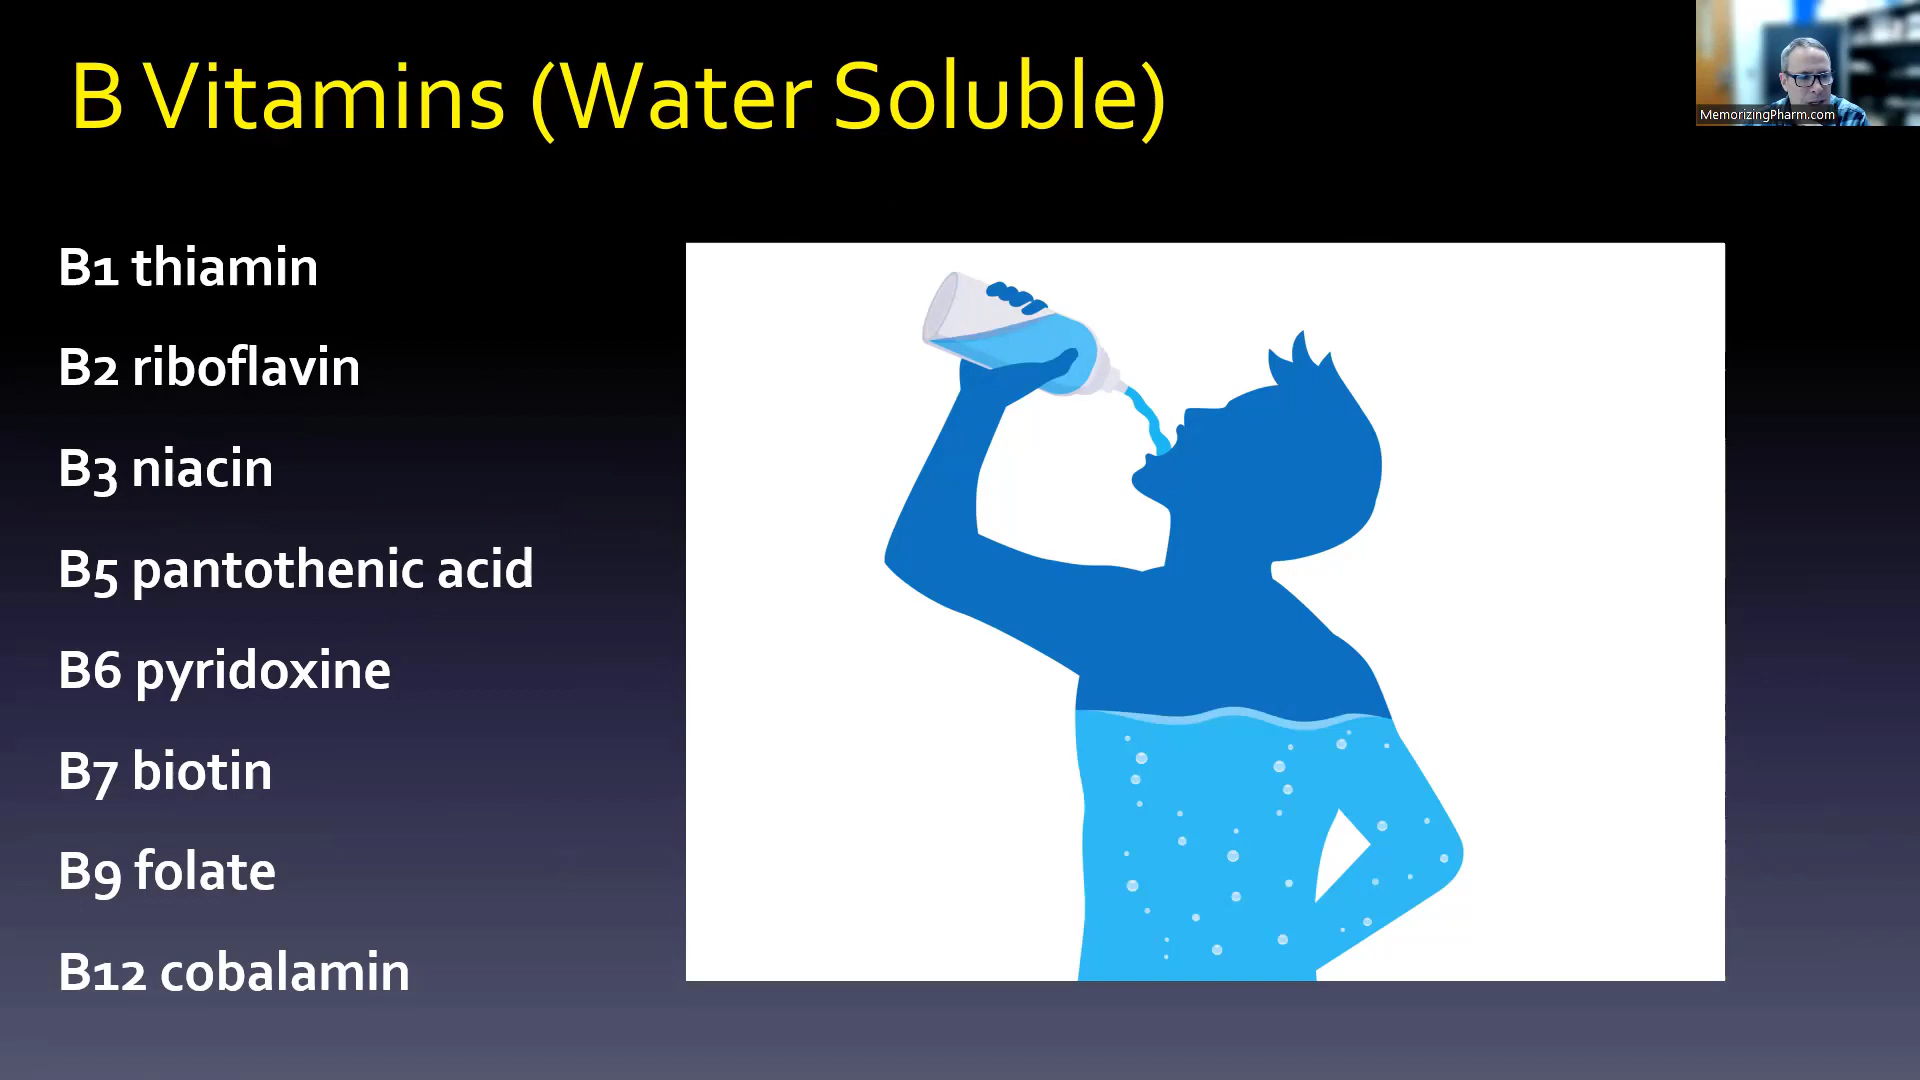 B Vitamins (Water Soluble)
MemorizingPharm.com
B1 thiamin
B2 riboflavin
B3 niacin
B5 pantothenic acid
B6 pyridoxine
B7 biotin
B9 folate
B12 cobalamin